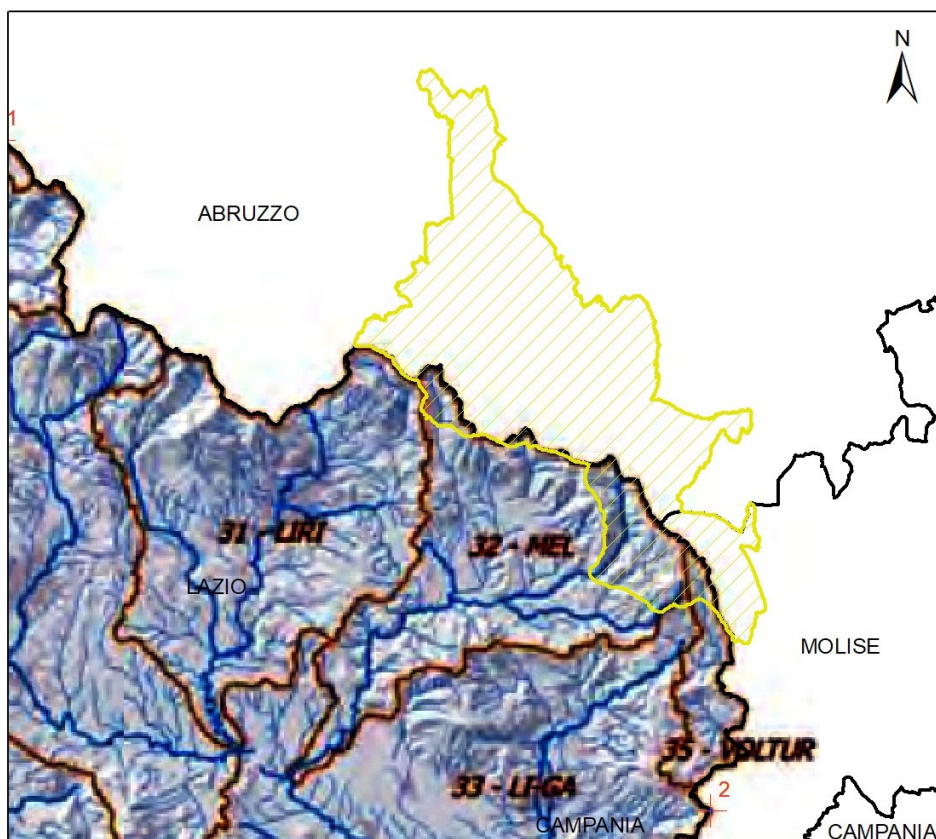 N
1
ABRUZZO
31 - LIRI
32 - MEL
LAZIO
MOLISE
35 - VOLTUR
33 - LI-GA
2
CAMPANIA
CAMPANIA